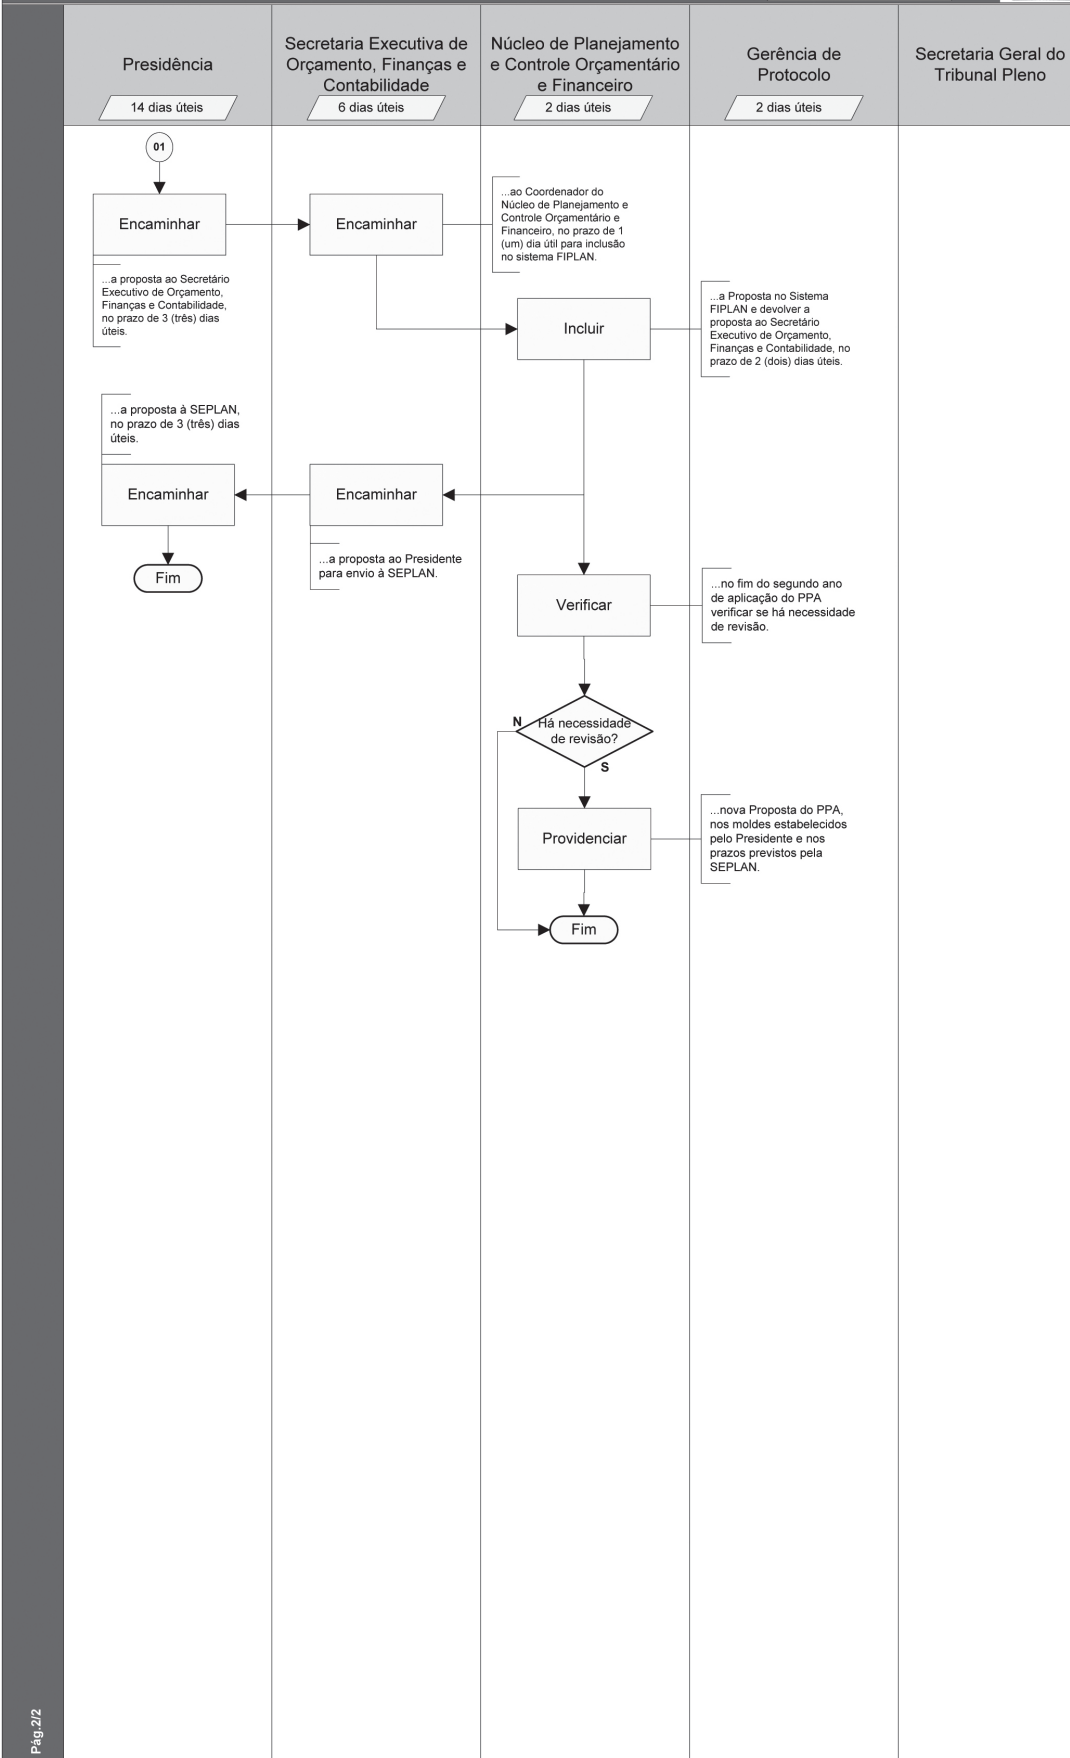 Presidência
14 dias úteis
Secretaria Executiva de
Orçamento, Finanças e
Contabilidade
6 dias úteis
Núcleo de Planejamento
e Controle Orçamentário
e Financeiro
2 dias úteis
Gerência de
Protocolo
2 dias úteis
Secretaria Geral do
Tribunal Pleno
01
Encaminhar
...a proposta ao Secretário
Executivo de Orçamento,
Finanças e Contabilidade,
no prazo de 3 (três) dias
úteis.
Encaminhar
...ao Coordenador do
Núcleo de Planejamento e
Controle Orçamentário e
Financeiro, no prazo de 1
(um) dia útil para inclusão
no sistema FIPLAN.
Incluir
...a Proposta no Sistema
FIPLAN e devolver a
proposta ao Secretário
Executivo de Orçamento,
Finanças e Contabilidade, no
prazo de 2 (dois) dias úteis.
...a proposta à SEPLAN,
no prazo de 3 (três) dias
úteis.
Encaminhar
Fim
Encaminhar
...a proposta ao Presidente
para envio à SEPLAN.
Verificar
...no fim do segundo ano
de aplicação do PPA
verificar se há necessidade
de revisão.
N
Há necessidade
de revisão?
S
Providenciar
...nova Proposta do PPA,
nos moldes estabelecidos
pelo Presidente e nos
prazos previstos pela
SEPLAN.
Fim
Pág.2/2